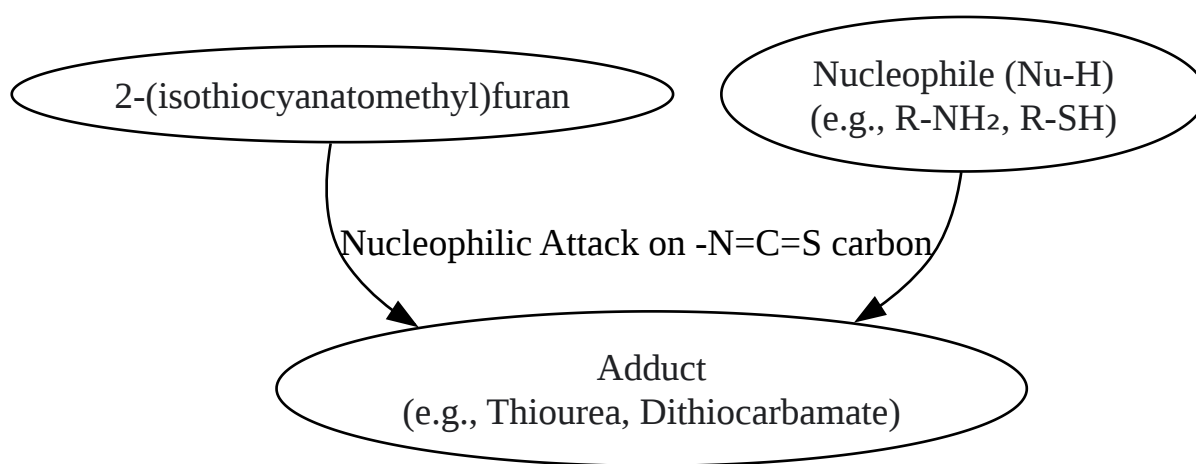 2-(isothiocyanatomethyl)furan
Nucleophile (Nu-H)
(e.g., R-NH₂, R-SH)
Nucleophilic Attack on -N=C=S carbon
Adduct
(e.g., Thiourea, Dithiocarbamate)